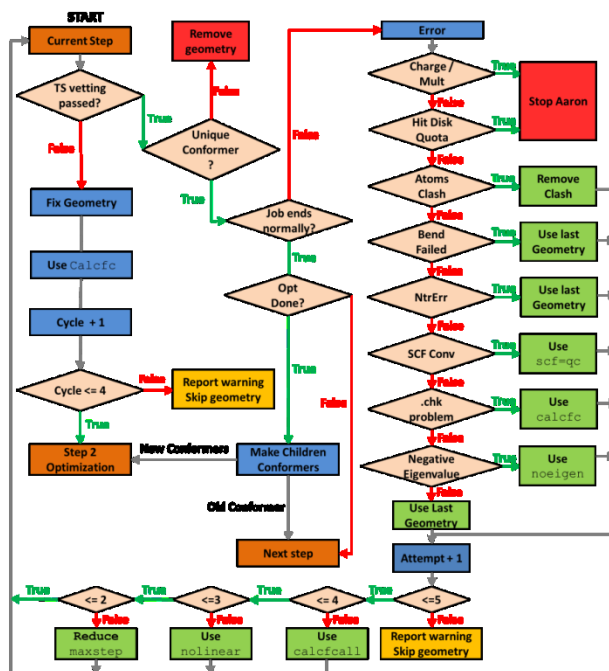 START
Current Step
TS vetting
passed?
True
False
Fix Geometry
Use Calcfc
Cycle + 1
Cycle <= 4
False
True
Report warning
Skip geometry
Step 2
Optimization
Remove
geometry
False
Unique
Conformer
?
True
Job ends
normally?
False
True
Opt
Done?
True
False
Make Children
Conformers
New Conformers
Old Conformer
Next step
Error
Charge /
Mult
True
False
Stop Aaron
Hit Disk
Quota
True
False
Atoms
Clash
True
Remove
Clash
False
Bend
Failed
True
Use last
Geometry
False
NtrErr
True
Use last
Geometry
False
SCF Conv
True
Use
scf=qc
False
.chk
problem
True
Use
calcfc
False
Negative
Eigenvalue
True
Use
noeigen
False
Use Last
Geometry
Attempt + 1
True
<= 2
True
<=3
True
<= 4
True
<=5
False
False
False
False
Reduce
maxstep
Use
nolinear
Use
calcfcall
Report warning
Skip geometry